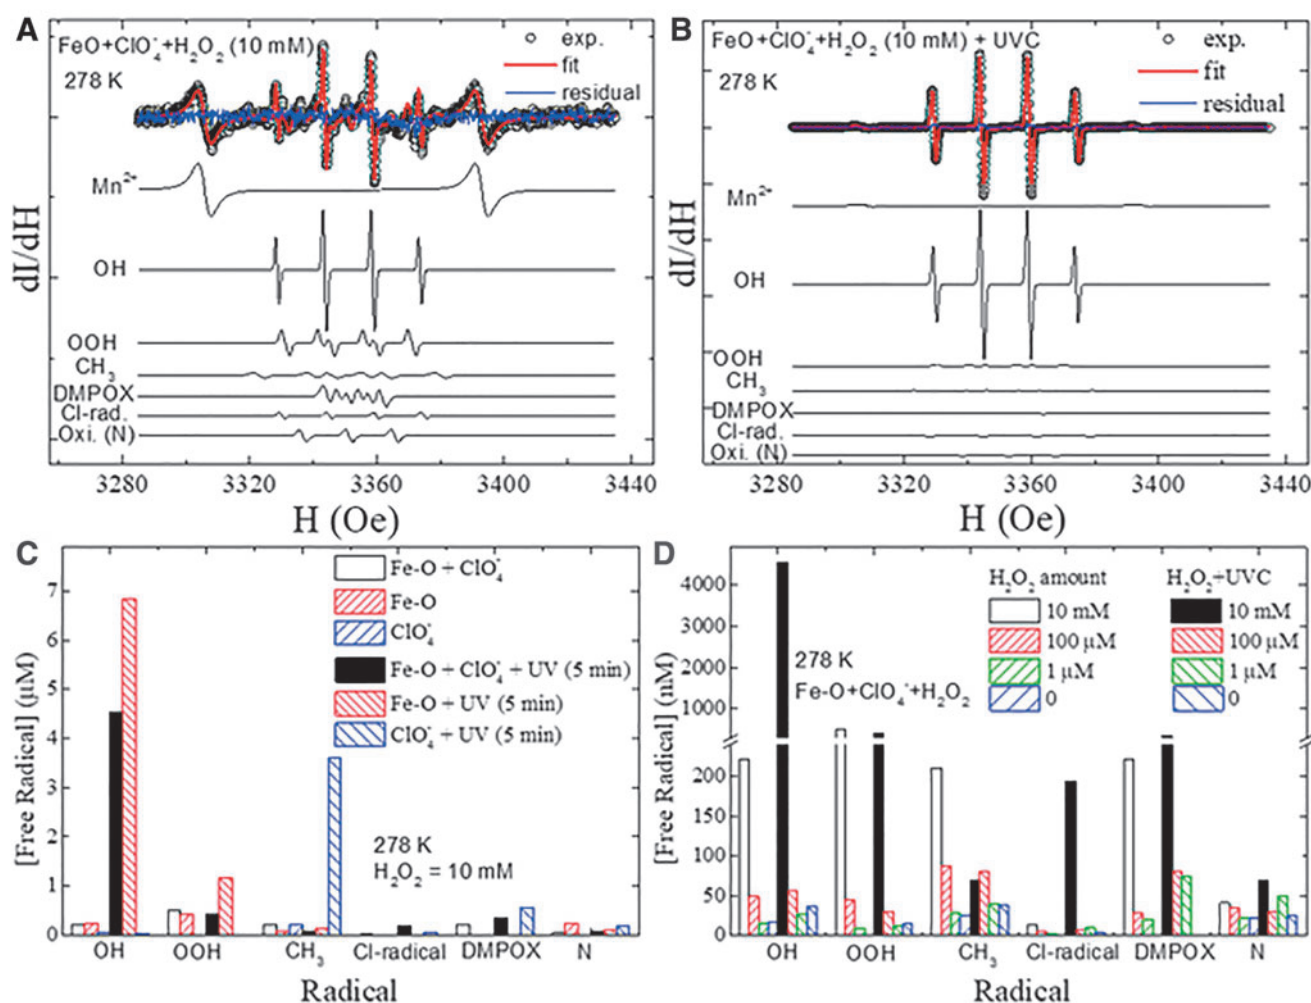 A
FeO+ClO₄⁻+H₂O₂ (10 mM)
278 K
exp.
fit
residual
Mn²⁺
OH
OOH
CH₃
DMPOX
Cl-rad.
Oxi. (N)
dI/dH
3280 3320 3360 3400 3440
H (Oe)
B
FeO+ClO₄⁻+H₂O₂ (10 mM) + UVC
278 K
exp.
fit
residual
Mn²⁺
OH
OOH
CH₃
DMPOX
Cl-rad.
Oxi. (N)
dI/dH
3280 3320 3360 3400 3440
H (Oe)
C
Fe-O + ClO₄⁻
Fe-O
ClO₄⁻
Fe-O + ClO₄⁻ + UV (5 min)
Fe-O + UV (5 min)
ClO₄⁻ + UV (5 min)
278 K
H₂O₂ = 10 mM
[Free Radical] (μM)
7
6
5
4
3
2
1
0
OH OOH CH₃ Cl-radical DMPOX N
Radical
D
H₂O₂ amount H₂O₂+UVC
10 mM 10 mM
100 μM 100 μM
1 μM 1 μM
0 0
278 K
Fe-O+ClO₄⁻+H₂O₂
[Free Radical] (nM)
4000
3000
2000
1000
200
150
100
50
0
OH OOH CH₃ Cl-radical DMPOX N
Radical